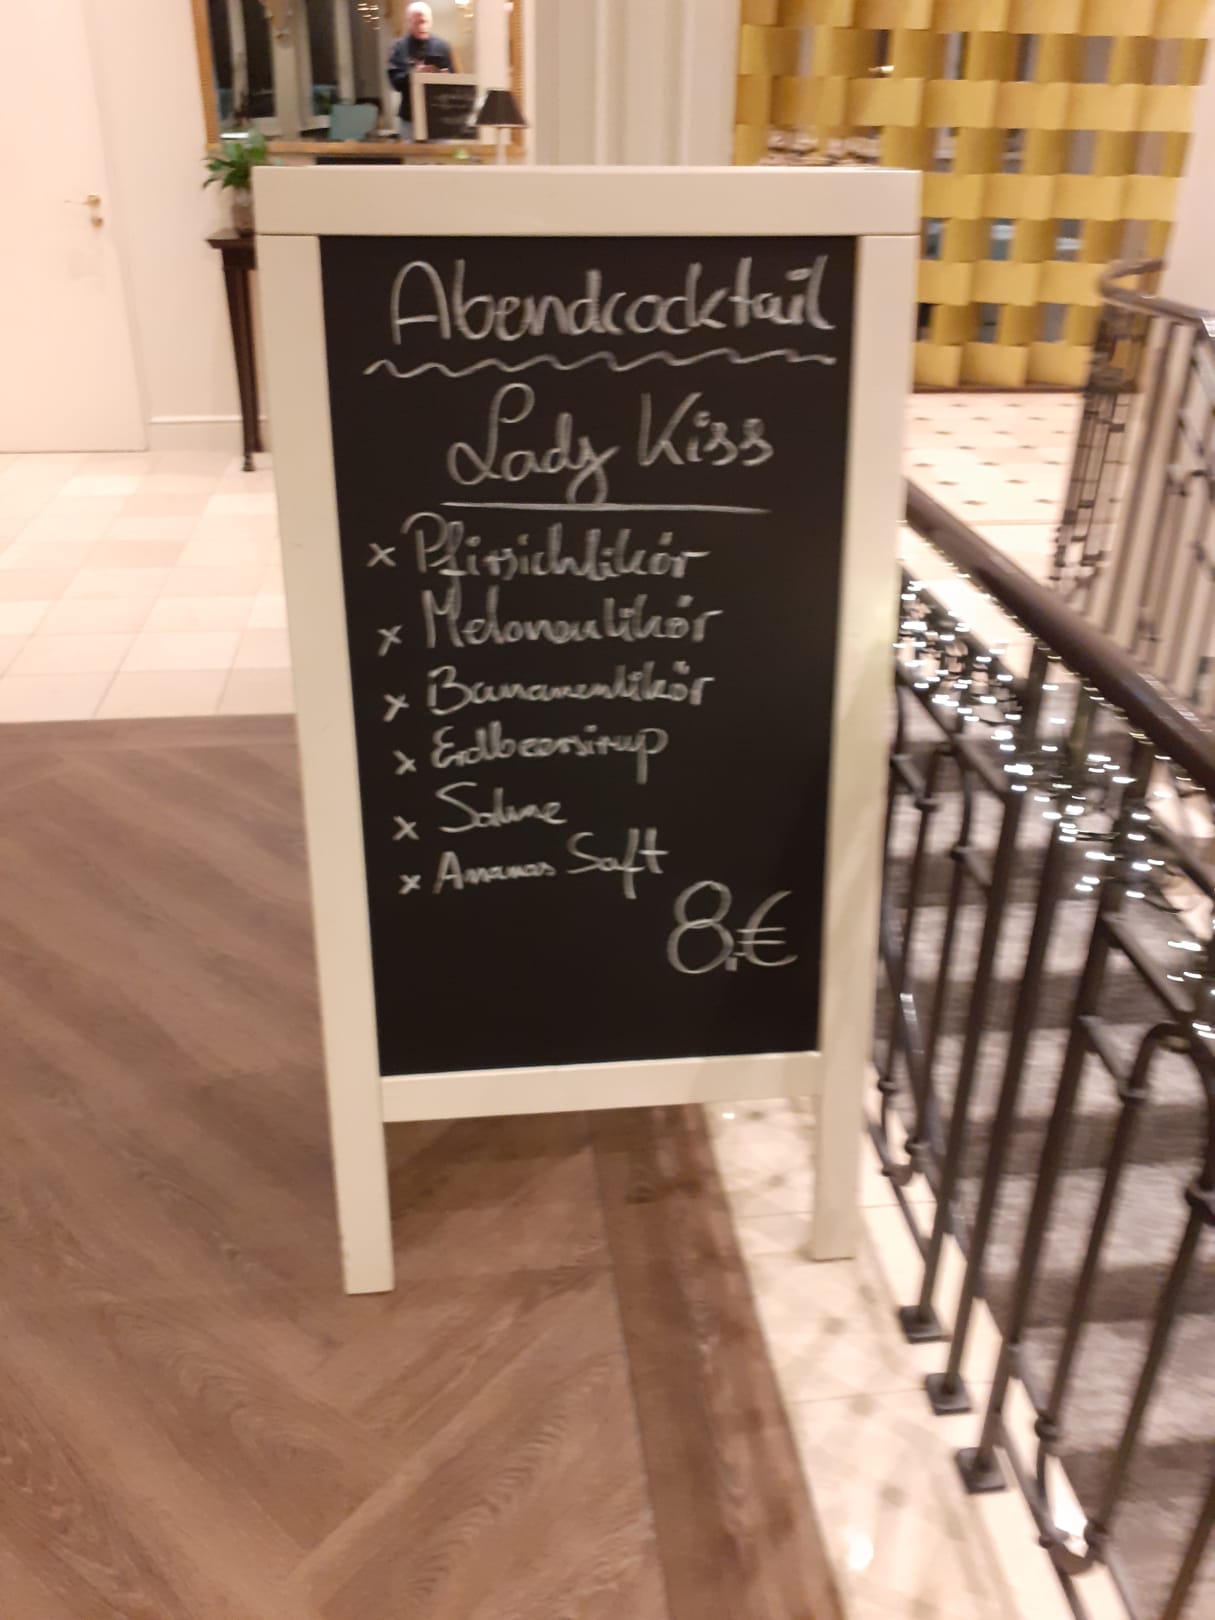 Abendcocktail
Lady Kiss
x Pfirsichlikör
x Melonenlikör
x Bananenlikör
x Erdbeersirup
x Sahne
x Ananas Saft
8,-€